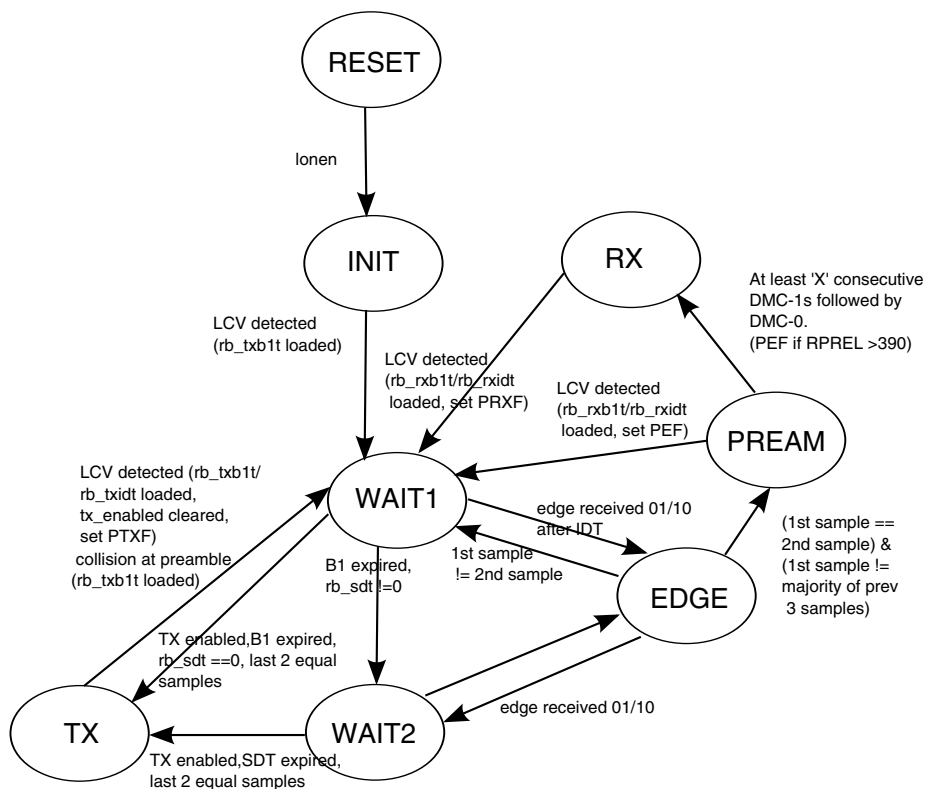 RESET
lonen
INIT
RX
At least 'X' consecutive
DMC-1s followed by
DMC-0.
(PEF if RPREL >390)
LCV detected
(rb_txb1t loaded)
LCV detected
(rb_rxb1t/rb_rxidt
loaded, set PRXF)
LCV detected
(rb_rxb1t/rb_rxidt
loaded, set PEF)
PREAM
LCV detected (rb_txb1t/
rb_txidt loaded,
tx_enabled cleared,
set PTXF)
collision at preamble
(rb_txb1t loaded)
WAIT1
edge received 01/10
after IDT
(1st sample ==
2nd sample) &
(1st sample !=
majority of prev
3 samples)
1st sample
!= 2nd sample
B1 expired,
rb_sdt !=0
EDGE
TX enabled,B1 expired,
rb_sdt ==0, last 2 equal
samples
edge received 01/10
TX
WAIT2
TX enabled,SDT expired,
last 2 equal samples